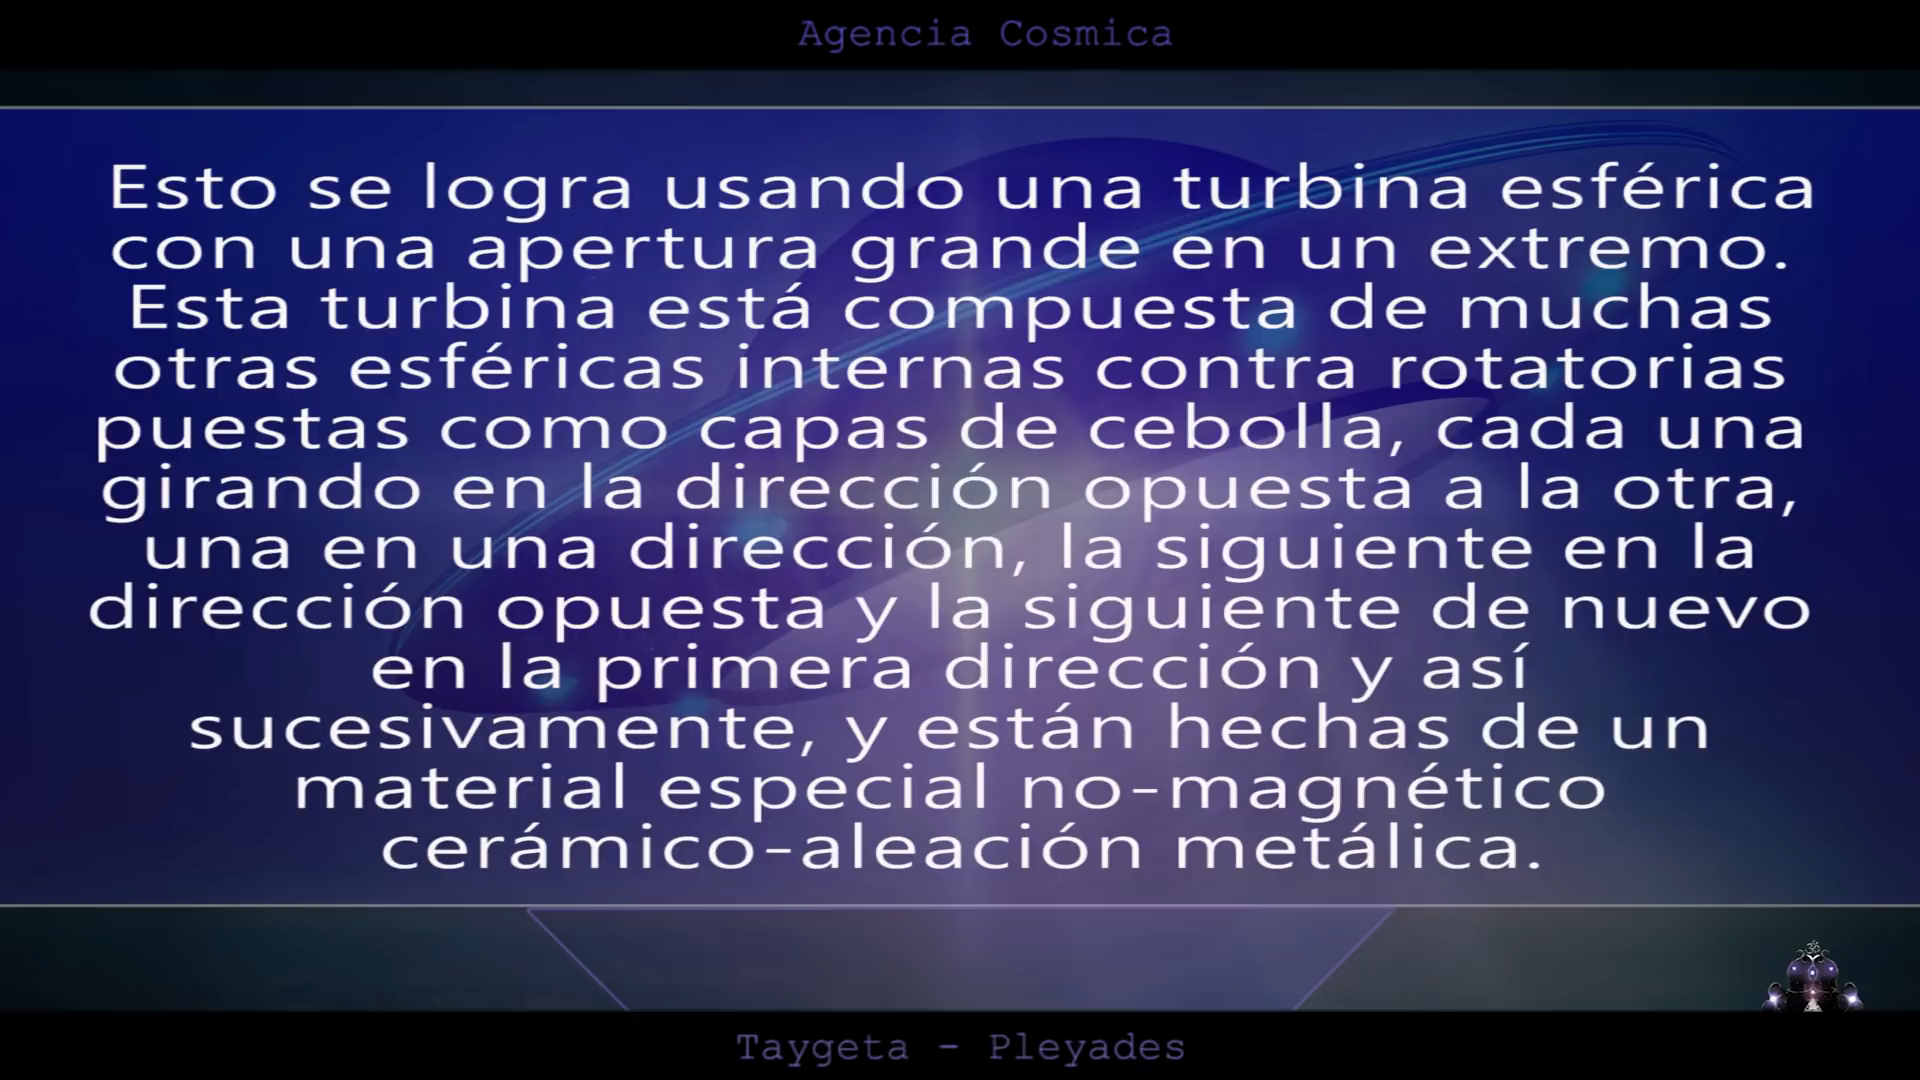 Agencia Cosmica
Esto se logra usando una turbina esférica
con una apertura grande en un extremo.
Esta turbina está compuesta de muchas
otras esféricas internas contra rotatorias
puestas como capas de cebolla, cada una
girando en la dirección opuesta a la otra,
una en una dirección, la siguiente en la
dirección opuesta y la siguiente de nuevo
en la primera dirección y así
sucesivamente, y están hechas de un
material especial no-magnético
cerámico-aleación metálica.
ॐ
Taygeta - Pleyades